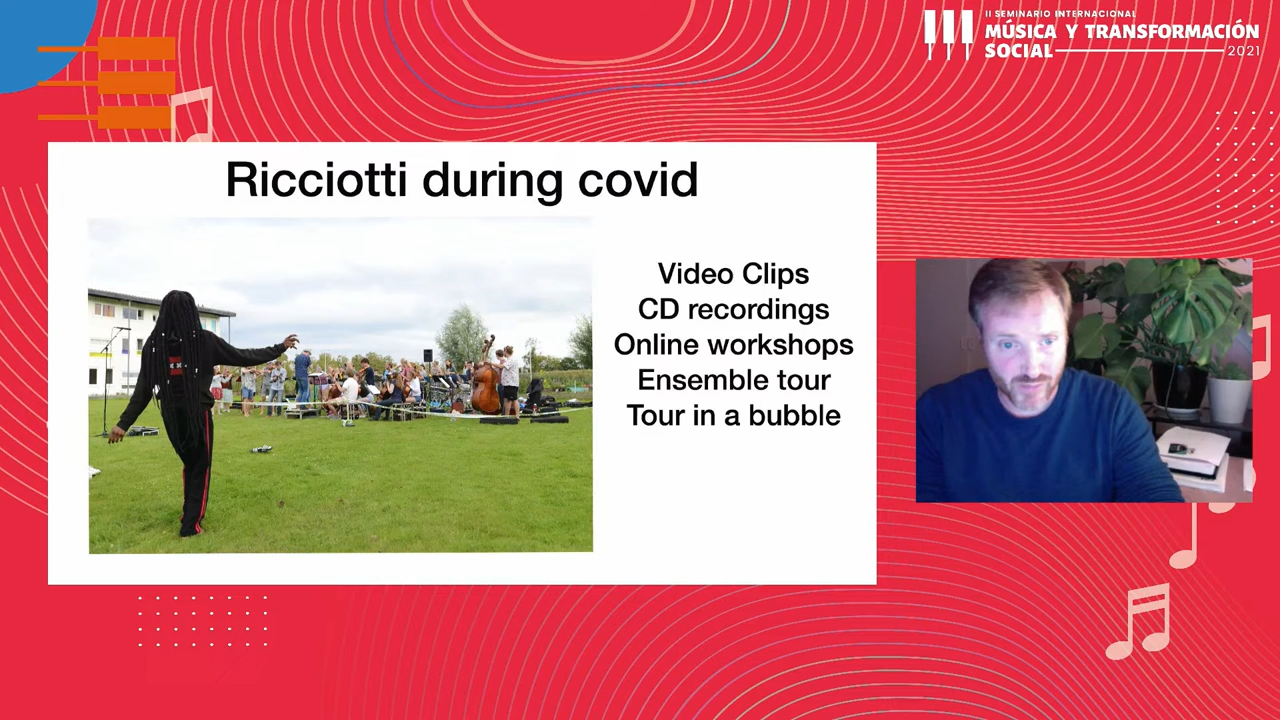 II SEMINARIO INTERNACIONAL
MÚSICA Y TRANSFORMACIÓN
SOCIAL
2021
Ricciotti during covid
Video Clips
CD recordings
Online workshops
Ensemble tour
Tour in a bubble